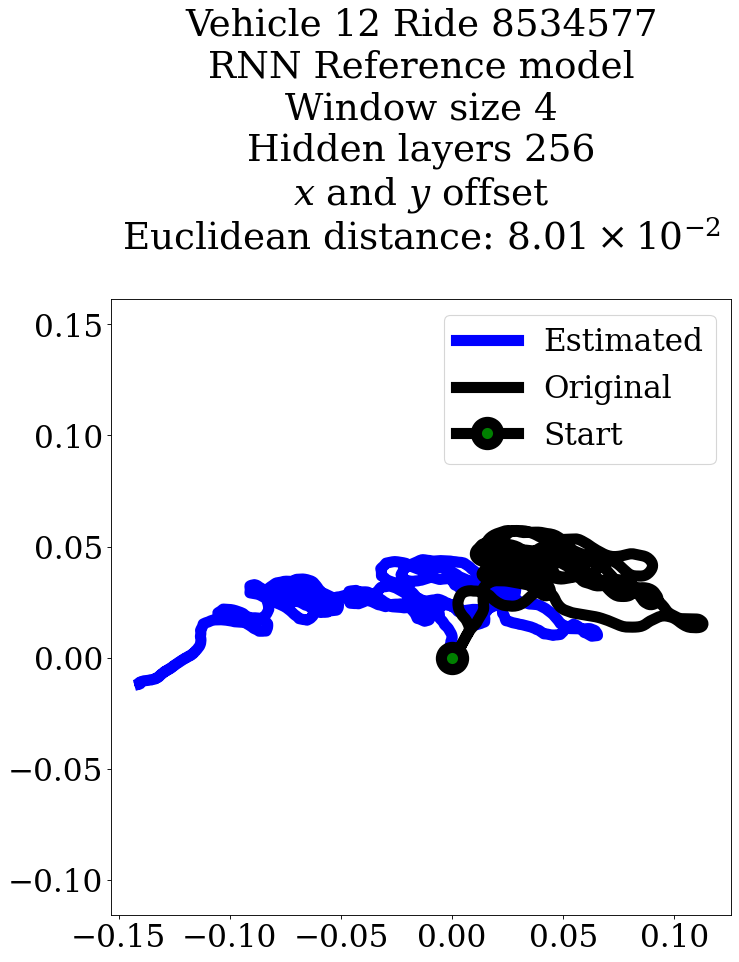 Vehicle 12 Ride 8534577
RNN Reference model
Window size 4
Hidden layers 256
x and y offset
Euclidean distance: 8.01 × 10⁻²
Estimated
Original
Start
0.15
0.10
0.05
0.00
−0.05
−0.10
−0.15 −0.10 −0.05 0.00 0.05 0.10